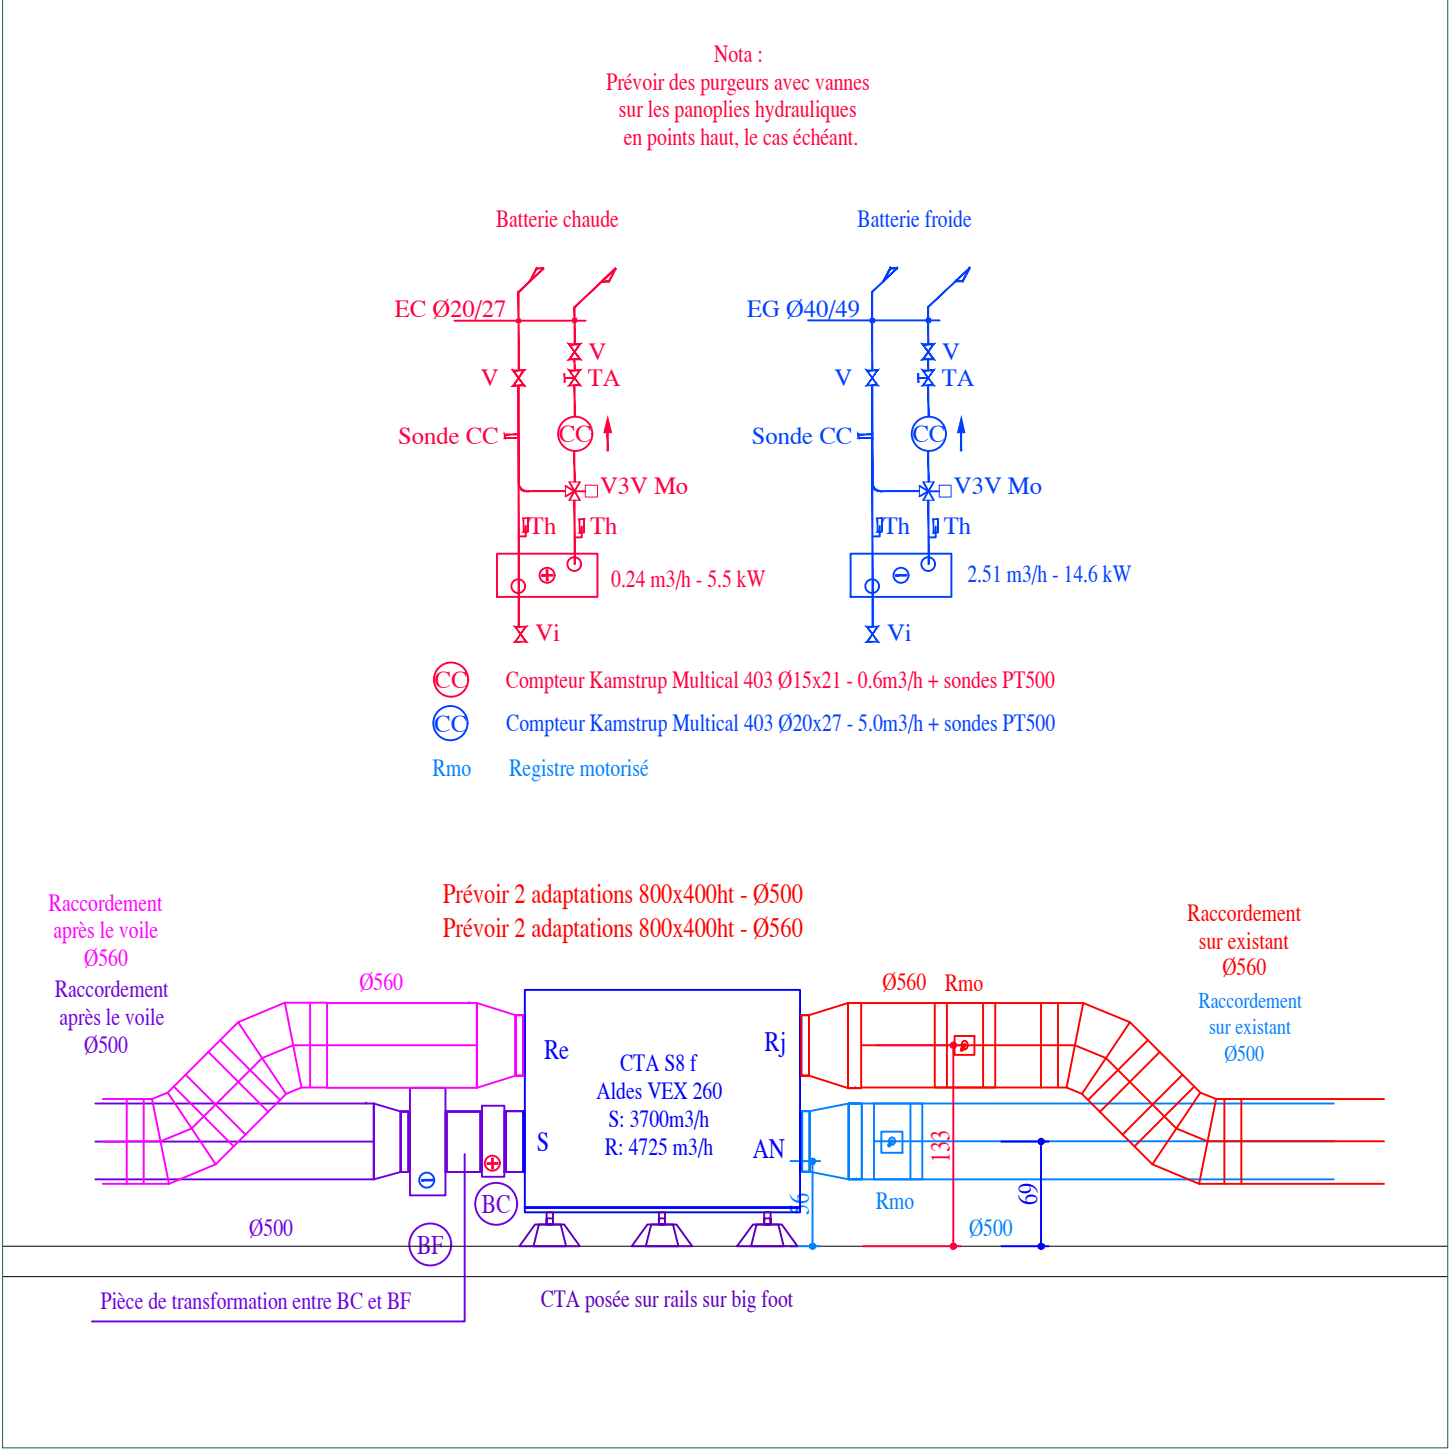 Nota :
Prévoir des purgeurs avec vannes
sur les panoplies hydrauliques
en points haut, le cas échéant.
Batterie chaude
Batterie froide
EC Ø20/27
EG Ø40/49
V
V
V
TA
V
TA
Sonde CC
CC
Sonde CC
CC
V3V Mo
V3V Mo
Th
Th
Th
Th
0.24 m3/h - 5.5 kW
2.51 m3/h - 14.6 kW
Vi
Vi
CC Compteur Kamstrup Multical 403 Ø15x21 - 0.6m3/h + sondes PT500
CC Compteur Kamstrup Multical 403 Ø20x27 - 5.0m3/h + sondes PT500
Rmo Registre motorisé
Prévoir 2 adaptations 800x400ht - Ø500
Prévoir 2 adaptations 800x400ht - Ø560
Raccordement
après le voile
Ø560
Raccordement
après le voile
Ø500
Raccordement
sur existant
Ø560
Raccordement
sur existant
Ø500
Ø560
Ø560
Rmo
Re
Rj
CTA S8 f
Aldes VEX 260
S: 3700m3/h
R: 4725 m3/h
S
AN
133
69
56
Rmo
BC
BF
Ø500
Ø500
Pièce de transformation entre BC et BF
CTA posée sur rails sur big foot